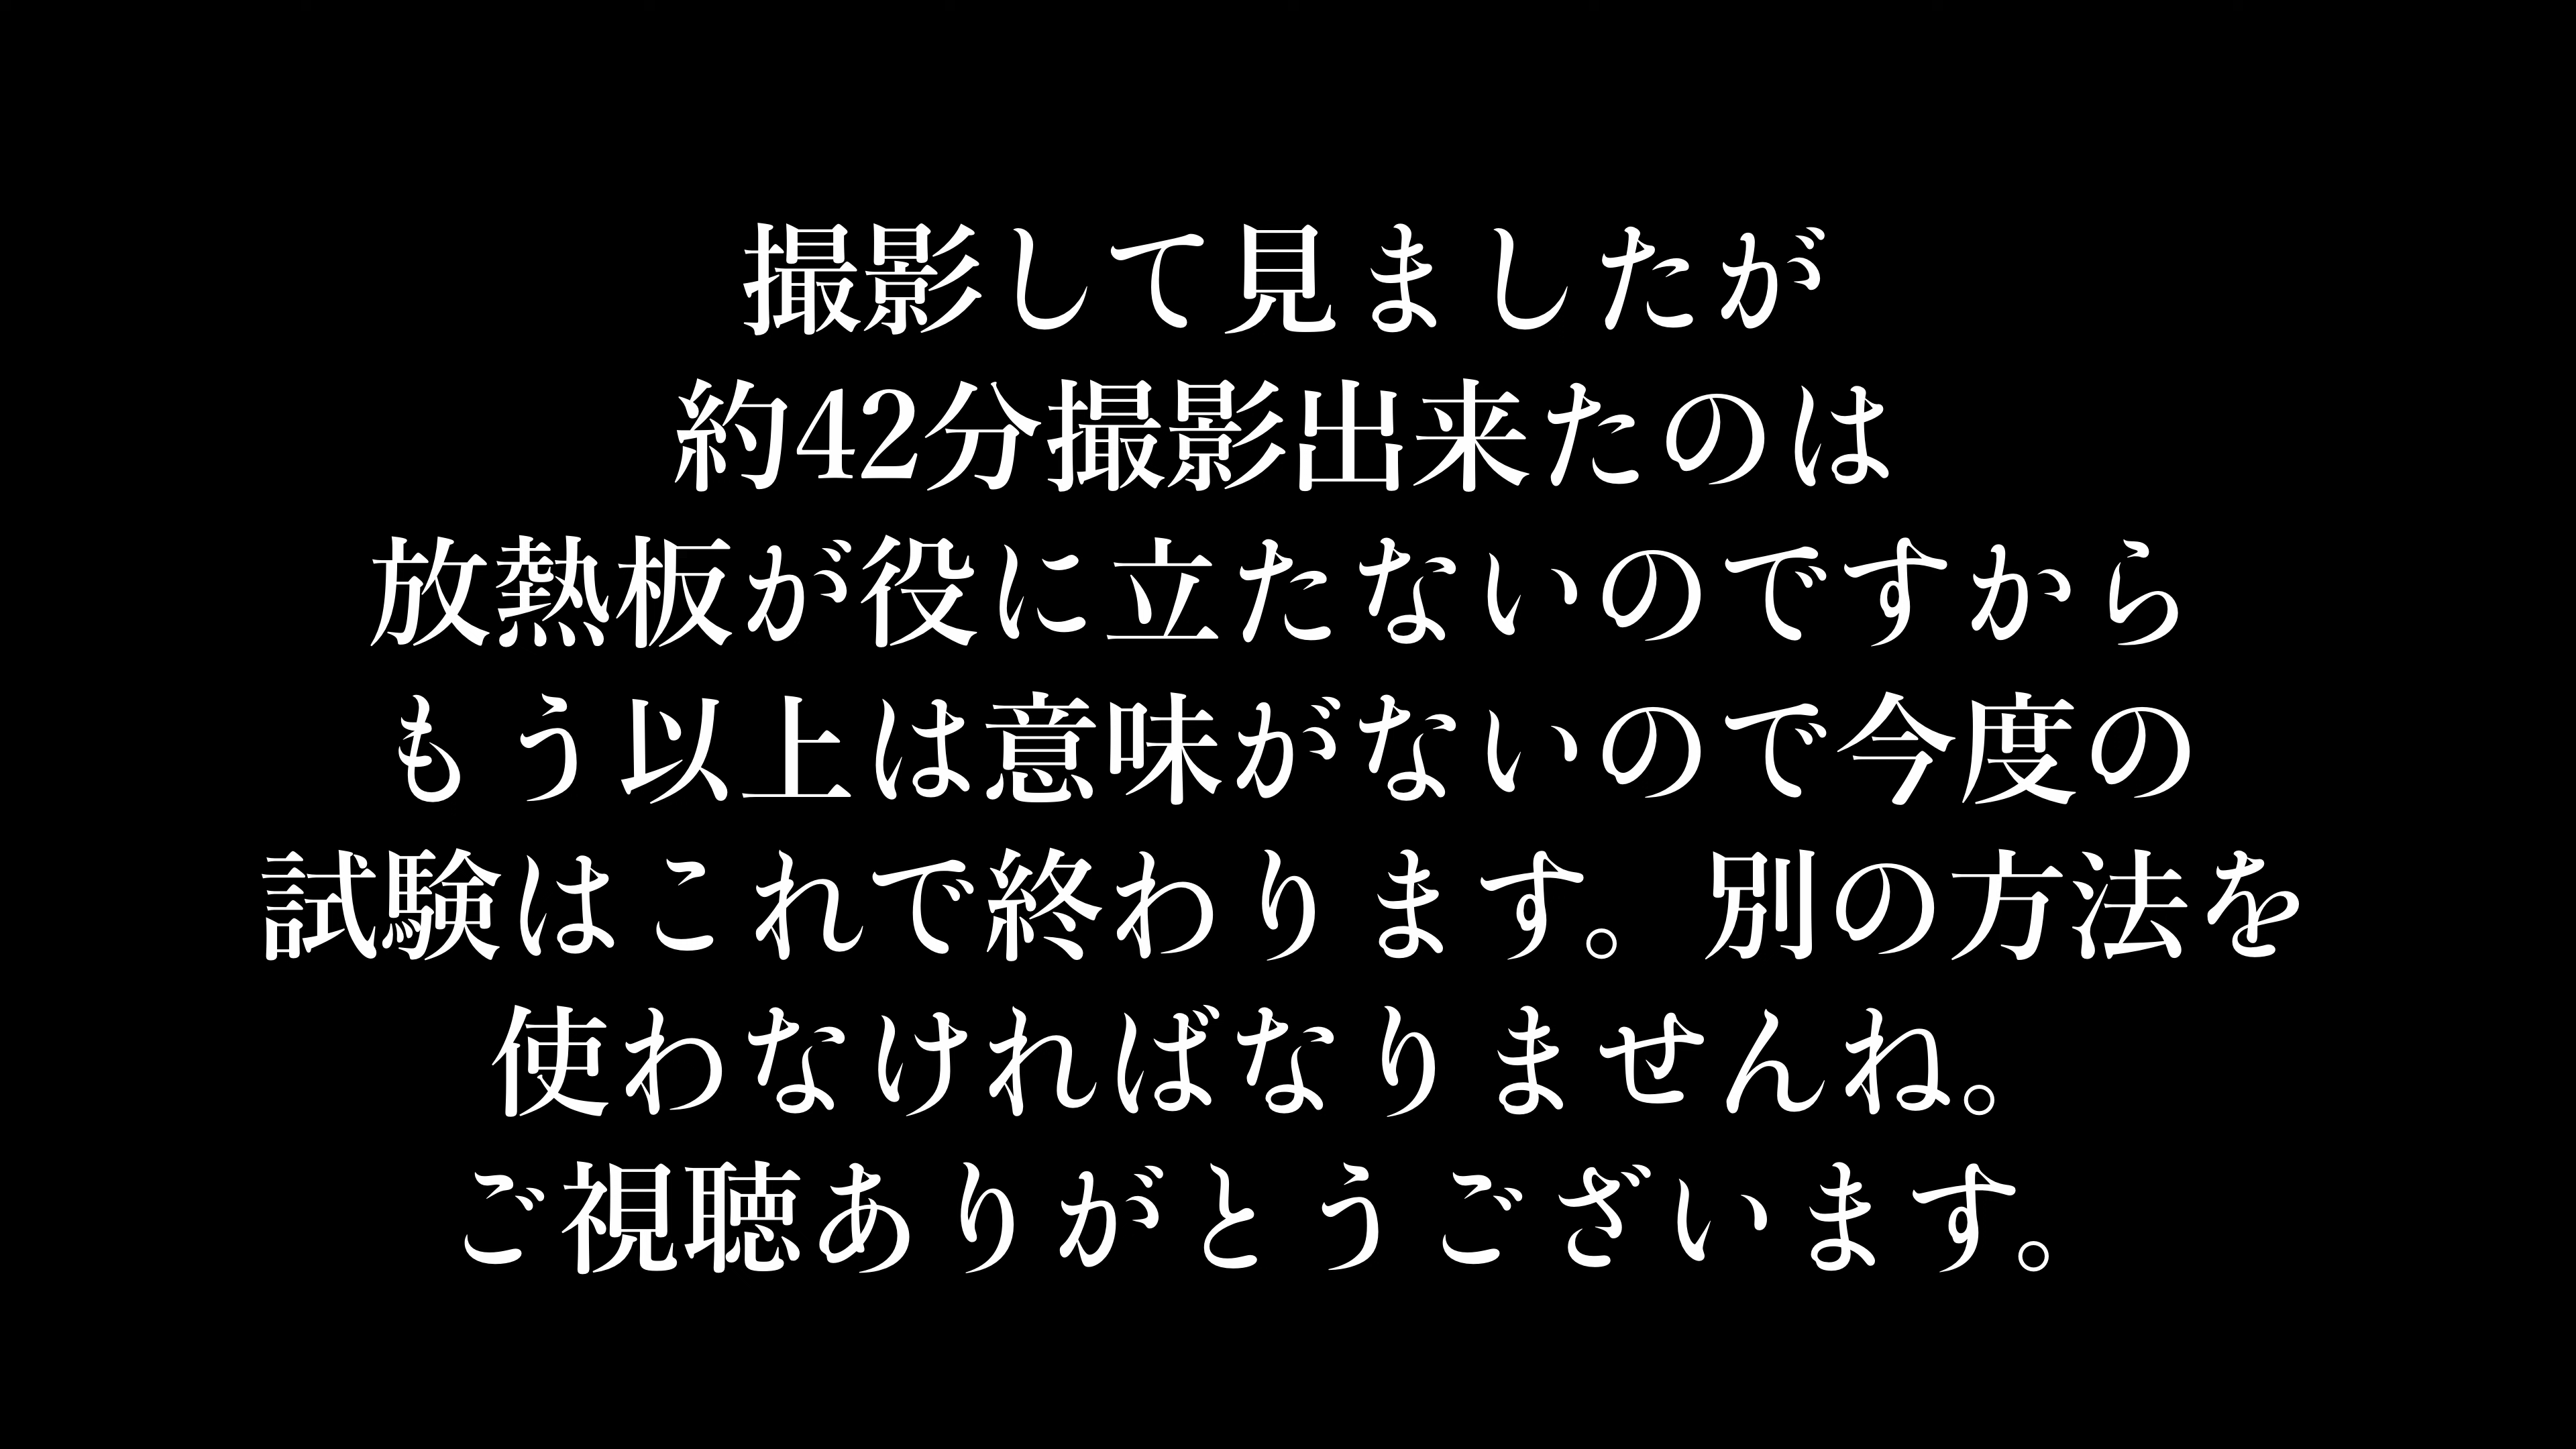 撮影して見ましたが
約42分撮影出来たのは
放熱板が役に立たないのですから
もう以上は意味がないので今度の
試験はこれで終わります。別の方法を
使わなければなりませんね。
ご視聴ありがとうございます。